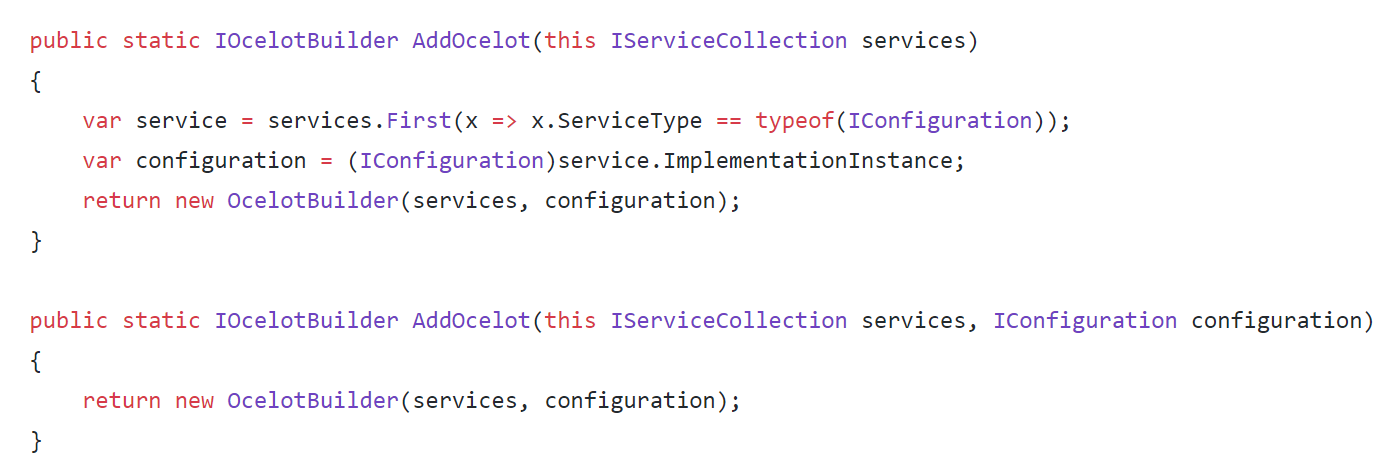 public static IOcelotBuilder AddOcelot(this IServiceCollection services)
{
    var service = services.First(x => x.ServiceType == typeof(IConfiguration));
    var configuration = (IConfiguration)service.ImplementationInstance;
    return new OcelotBuilder(services, configuration);
}

public static IOcelotBuilder AddOcelot(this IServiceCollection services, IConfiguration configuration)
{
    return new OcelotBuilder(services, configuration);
}